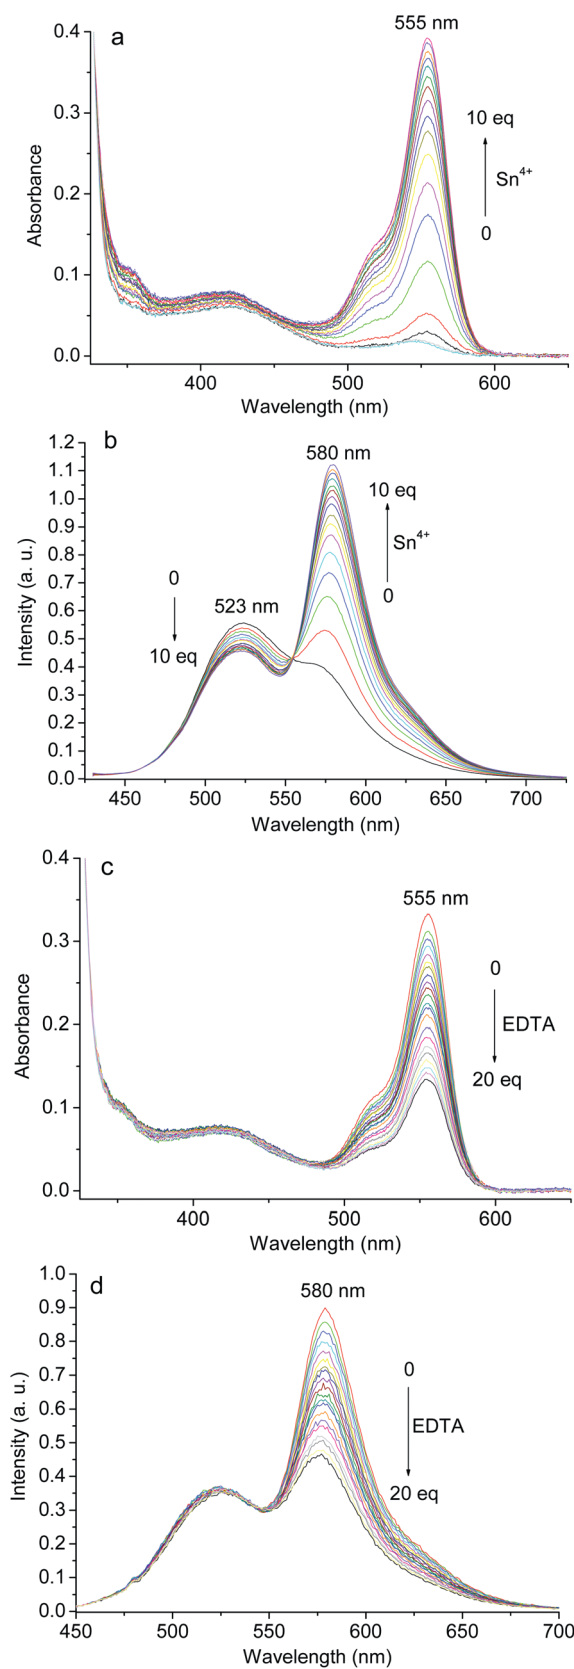 a
555 nm
0.4
0.3
0.2
0.1
0.0
Absorbance
10 eq
Sn⁴⁺
0
400 500 600
Wavelength (nm)
b
580 nm
1.2
1.1
1.0
0.9
0.8
0.7
0.6
0.5
0.4
0.3
0.2
0.1
0.0
Intensity (a. u.)
10 eq
Sn⁴⁺
0
0
523 nm
10 eq
450 500 550 600 650 700
Wavelength (nm)
c
555 nm
0.4
0.3
0.2
0.1
0.0
Absorbance
0
EDTA
20 eq
400 500 600
Wavelength (nm)
d
580 nm
1.0
0.9
0.8
0.7
0.6
0.5
0.4
0.3
0.2
0.1
0.0
Intensity (a. u.)
0
EDTA
20 eq
450 500 550 600 650 700
Wavelength (nm)